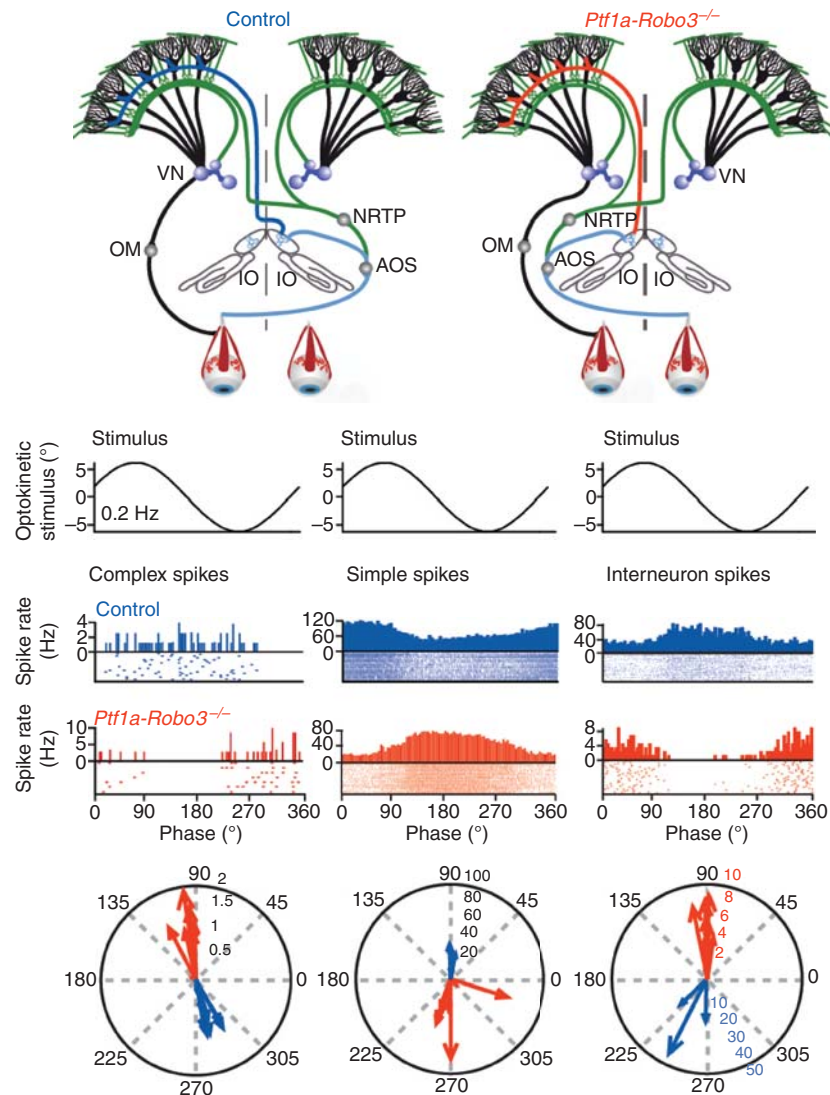 Control
Ptf1a-Robo3–/–
VN
NRTP
OM
IO
IO
AOS
VN
NRTP
OM
AOS
IO
IO
Optokinetic stimulus (°)
Stimulus
5
0
–5
0.2 Hz
Stimulus
5
0
–5
Stimulus
5
0
–5
Complex spikes
Simple spikes
Interneuron spikes
Spike rate (Hz)
Control
4
2
0
120
60
0
80
40
0
Spike rate (Hz)
Ptf1a-Robo3–/–
10
5
0
80
40
0
8
4
0
0 90 180 270 360
Phase (°)
0 90 180 270 360
Phase (°)
0 90 180 270 360
Phase (°)
90
135
45
180
0
225
305
270
2
1.5
1
0.5
90
135
45
180
0
225
305
270
100
80
60
40
20
90
135
45
180
0
225
305
270
10
8
6
4
2
10
20
30
40
50